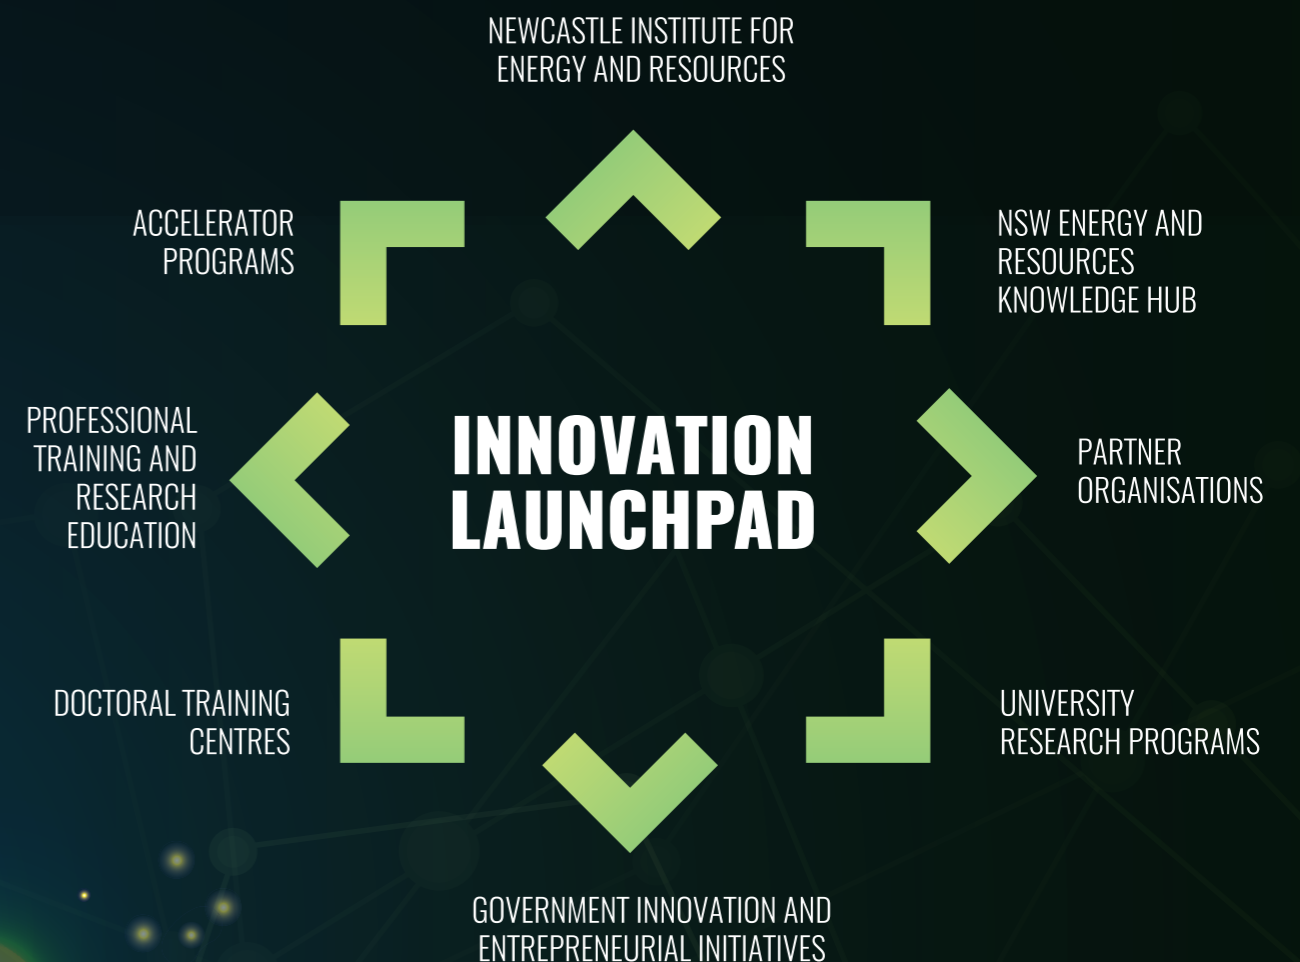 NEWCASTLE INSTITUTE FOR
ENERGY AND RESOURCES
ACCELERATOR
PROGRAMS
NSW ENERGY AND
RESOURCES
KNOWLEDGE HUB
PROFESSIONAL
TRAINING AND
RESEARCH
EDUCATION
INNOVATION
LAUNCHPAD
PARTNER
ORGANISATIONS
DOCTORAL TRAINING
CENTRES
UNIVERSITY
RESEARCH PROGRAMS
GOVERNMENT INNOVATION AND
ENTREPRENEURIAL INITIATIVES